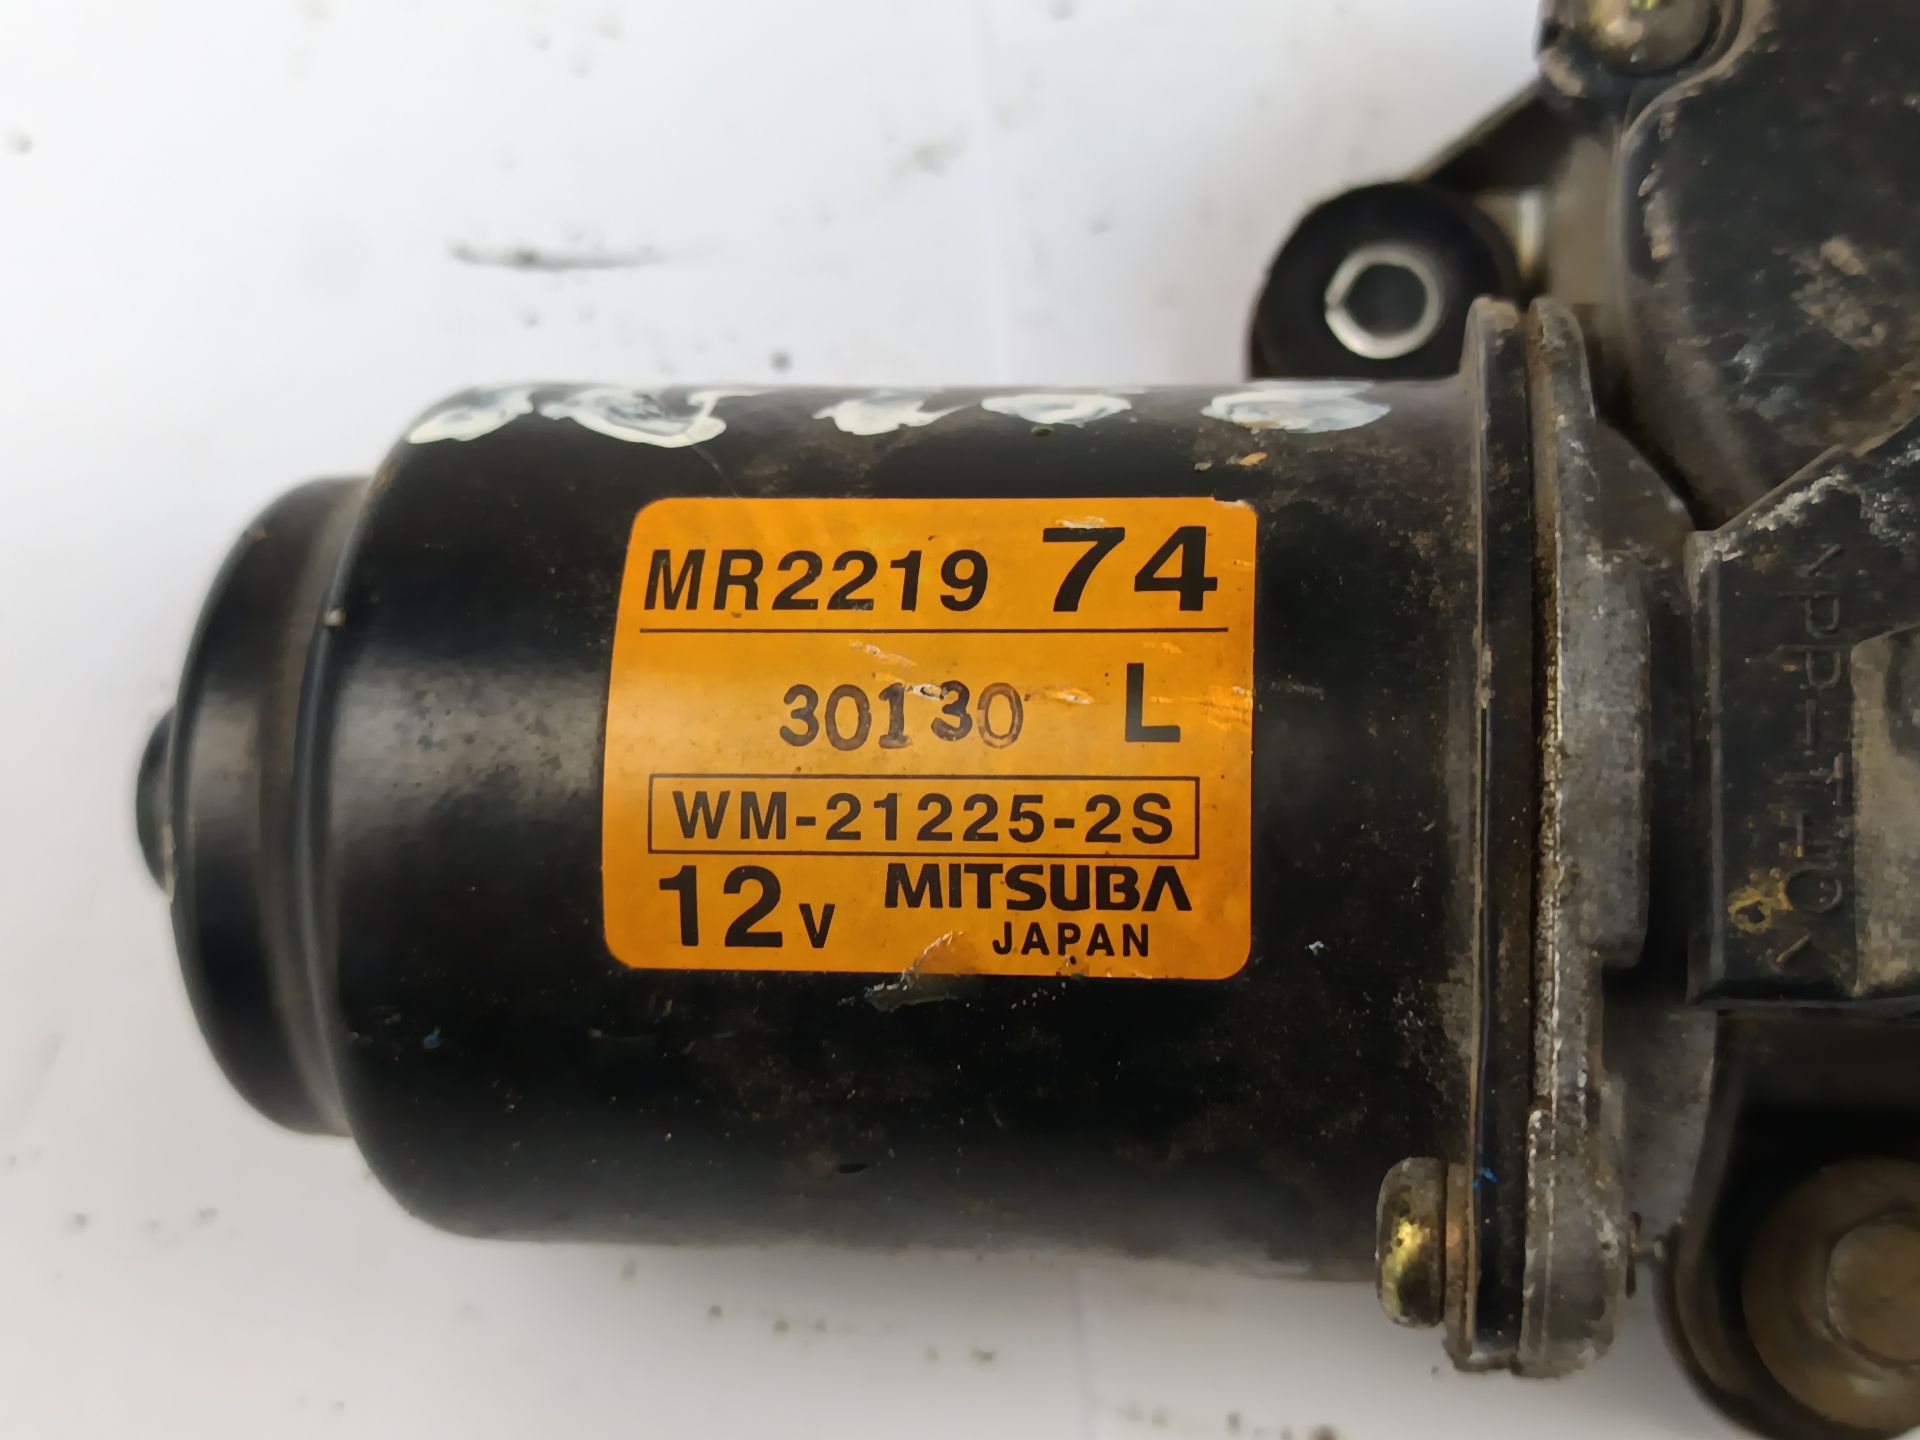 MR2219 74
30130 L
WM-21225-2S
12V MITSUBA
JAPAN